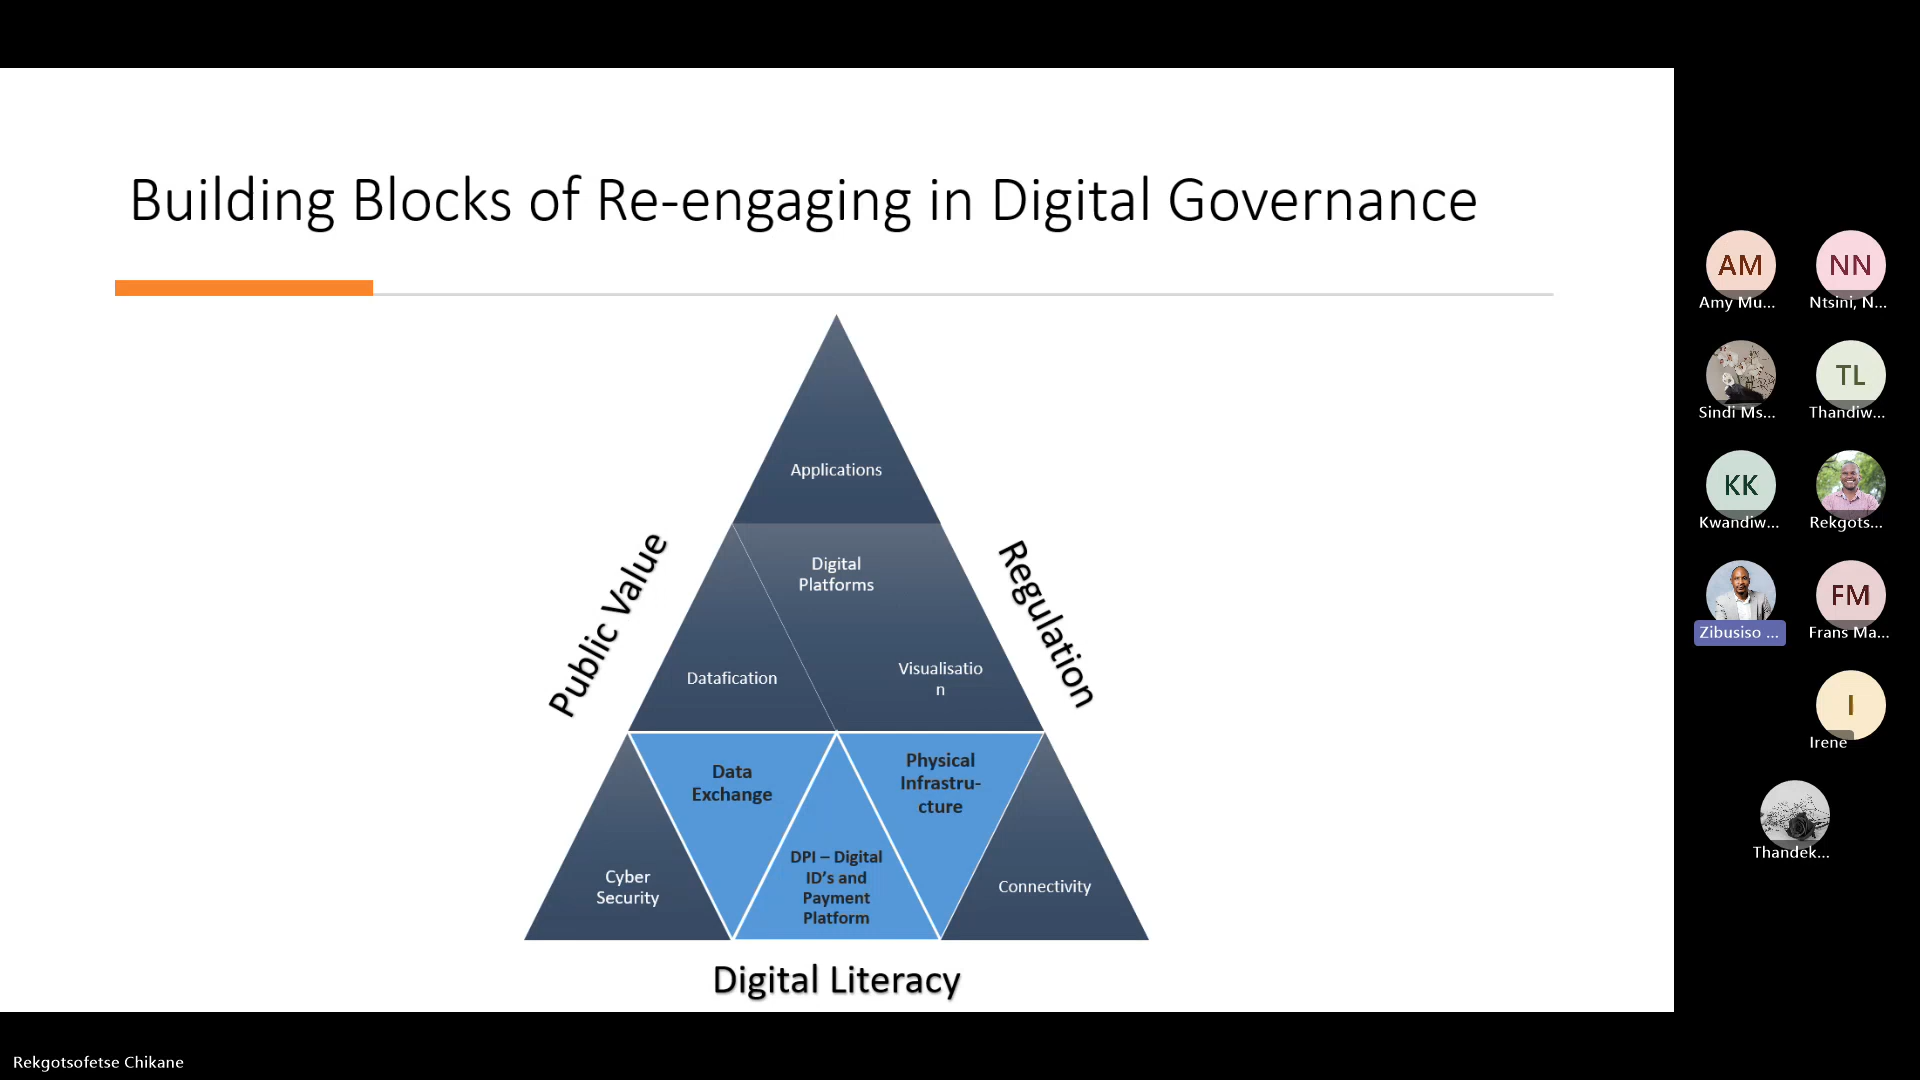 Building Blocks of Re-engaging in Digital Governance
Applications
Digital
Platforms
Datafication
Visualisatio
n
Public Value
Regulation
Data
Exchange
Physical
Infrastru-
cture
Cyber
Security
DPI – Digital
ID's and
Payment
Platform
Connectivity
Digital Literacy
AM
Amy Mu...
NN
Ntsini, N...
Sindi Ms...
TL
Thandiw...
KK
Kwandiw...
Rekgots...
Zibusiso ...
FM
Frans Ma...
I
Irene
Thandek...
Rekgotsofetse Chikane